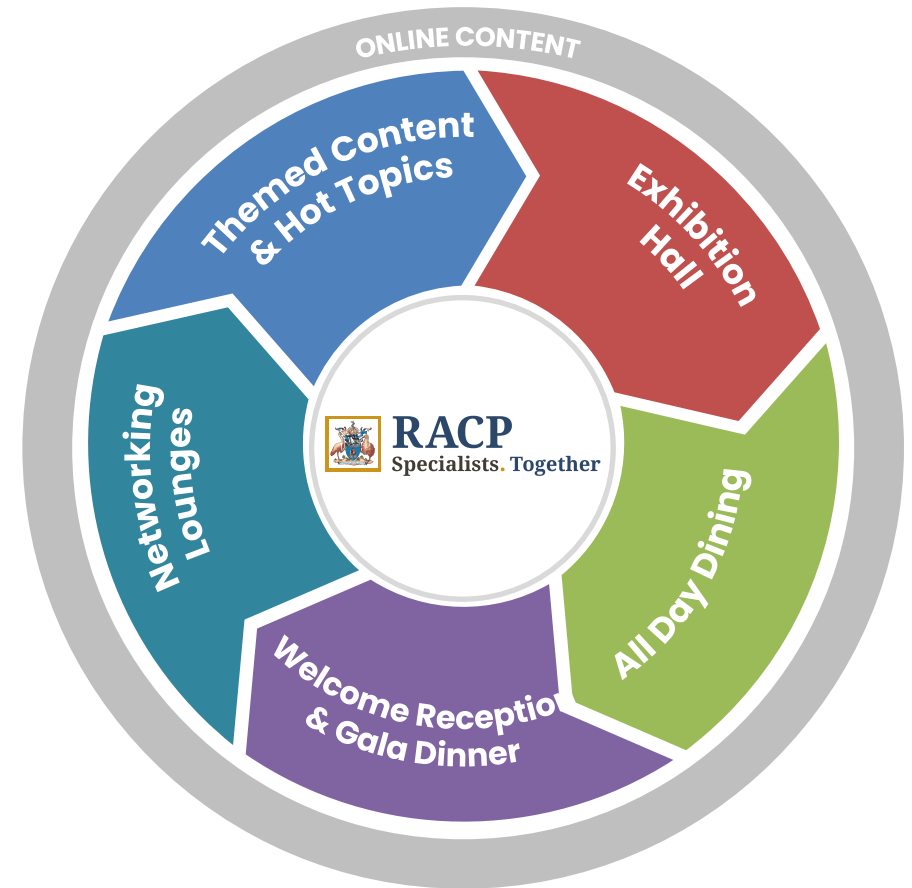 ONLINE CONTENT
Themed Content
& Hot Topics
Exhibition
Hall
All Day Dining
Welcome Reception
& Gala Dinner
Networking
Lounges
RACP
Specialists. Together